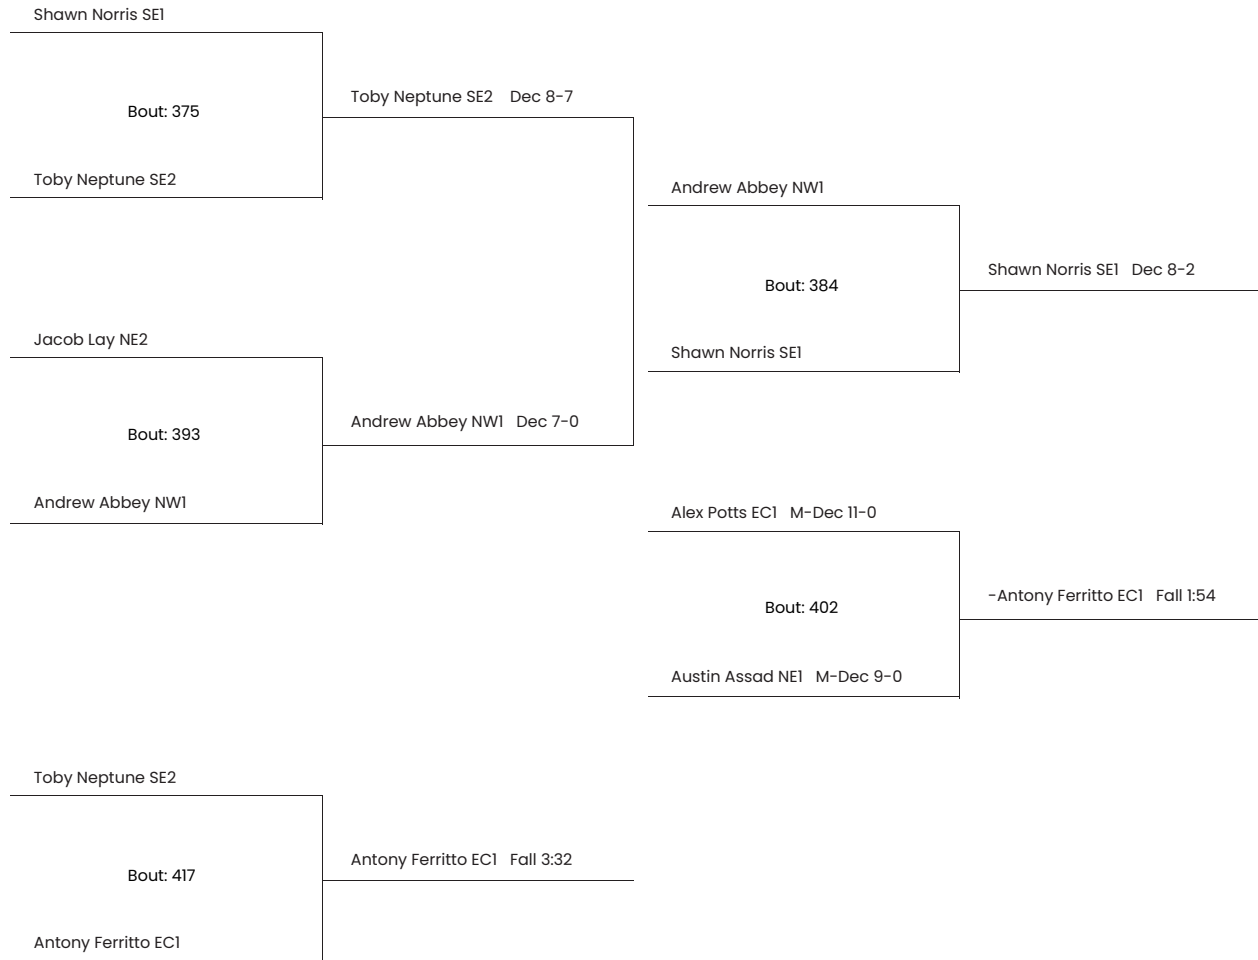 Shawn Norris SE1
Bout: 375
Toby Neptune SE2
Toby Neptune SE2 Dec 8-7
Jacob Lay NE2
Bout: 393
Andrew Abbey NW1
Andrew Abbey NW1 Dec 7-0
Andrew Abbey NW1
Bout: 384
Shawn Norris SE1
Shawn Norris SE1 Dec 8-2
Alex Potts EC1 M-Dec 11-0
Bout: 402
Austin Assad NE1 M-Dec 9-0
-Antony Ferritto EC1 Fall 1:54
Toby Neptune SE2
Bout: 417
Antony Ferritto EC1
Antony Ferritto EC1 Fall 3:32